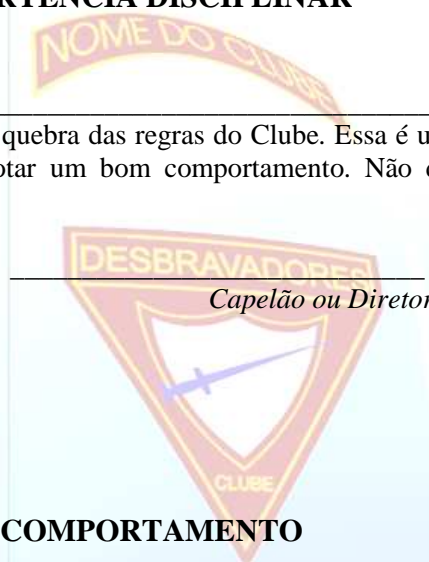 RTÊNCIA DISCIPLINAR
NOME DO CLUBE
quebra das regras do Clube. Essa é u
otar um bom comportamento. Não
DESBRAVADORES
Capelão ou Diretor
CLUBE
COMPORTAMENTO